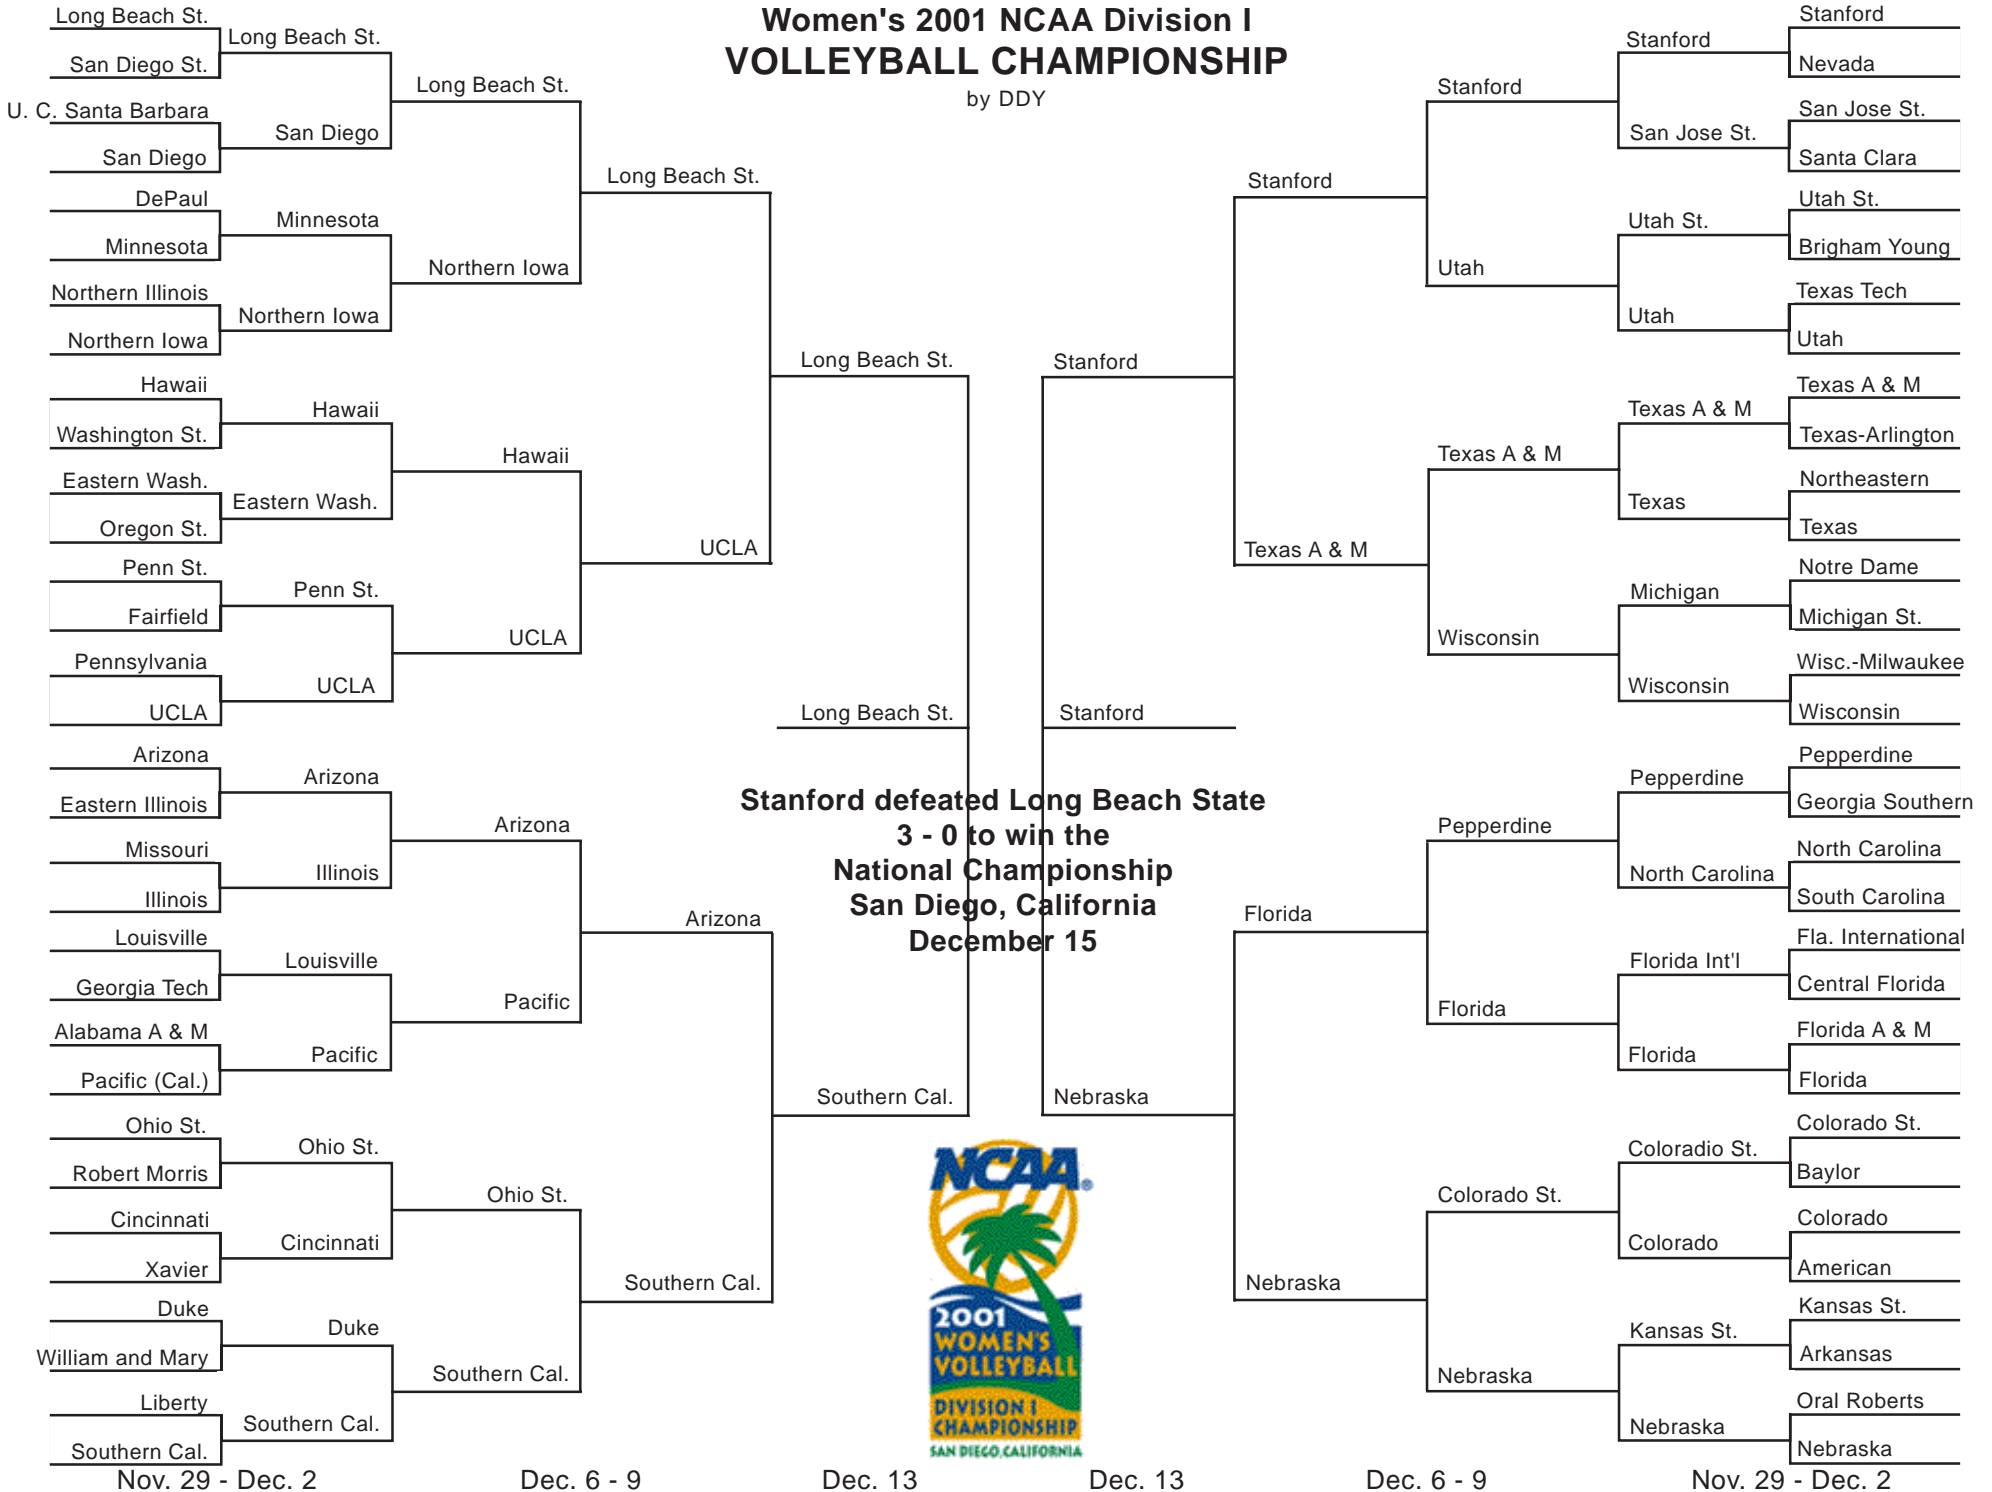 Women's 2001 NCAA Division I
VOLLEYBALL CHAMPIONSHIP
by DDY
Long Beach St.
San Diego St.
U. C. Santa Barbara
San Diego
DePaul
Minnesota
Northern Illinois
Northern Iowa
Hawaii
Washington St.
Eastern Wash.
Oregon St.
Penn St.
Fairfield
Pennsylvania
UCLA
Arizona
Eastern Illinois
Missouri
Illinois
Louisville
Georgia Tech
Alabama A & M
Pacific (Cal.)
Ohio St.
Robert Morris
Cincinnati
Xavier
Duke
William and Mary
Liberty
Southern Cal.
Long Beach St.
San Diego
Minnesota
Northern Iowa
Hawaii
Eastern Wash.
Penn St.
UCLA
Arizona
Illinois
Louisville
Pacific
Ohio St.
Cincinnati
Duke
Southern Cal.
Long Beach St.
Northern Iowa
Hawaii
UCLA
Arizona
Pacific
Ohio St.
Southern Cal.
Long Beach St.
UCLA
Arizona
Southern Cal.
Long Beach St.
Southern Cal.
Long Beach St.
Stanford
Stanford defeated Long Beach State
3 - 0 to win the
National Championship
San Diego, California
December 15
Stanford
Nebraska
Stanford
Texas A & M
Florida
Nebraska
Stanford
Utah
Texas A & M
Wisconsin
Pepperdine
Florida
Colorado St.
Nebraska
Stanford
San Jose St.
Utah St.
Utah
Texas A & M
Texas
Michigan
Wisconsin
Pepperdine
North Carolina
Florida Int'l
Florida
Coloradio St.
Colorado
Kansas St.
Nebraska
Stanford
Nevada
San Jose St.
Santa Clara
Utah St.
Brigham Young
Texas Tech
Utah
Texas A & M
Texas-Arlington
Northeastern
Texas
Notre Dame
Michigan St.
Wisc.-Milwaukee
Wisconsin
Pepperdine
Georgia Southern
North Carolina
South Carolina
Fla. International
Central Florida
Florida A & M
Florida
Colorado St.
Baylor
Colorado
American
Kansas St.
Arkansas
Oral Roberts
Nebraska
NCAA®
2001
WOMEN'S
VOLLEYBALL
DIVISION I
CHAMPIONSHIP
SAN DIEGO, CALIFORNIA
Nov. 29 - Dec. 2
Dec. 6 - 9
Dec. 13
Dec. 13
Dec. 6 - 9
Nov. 29 - Dec. 2